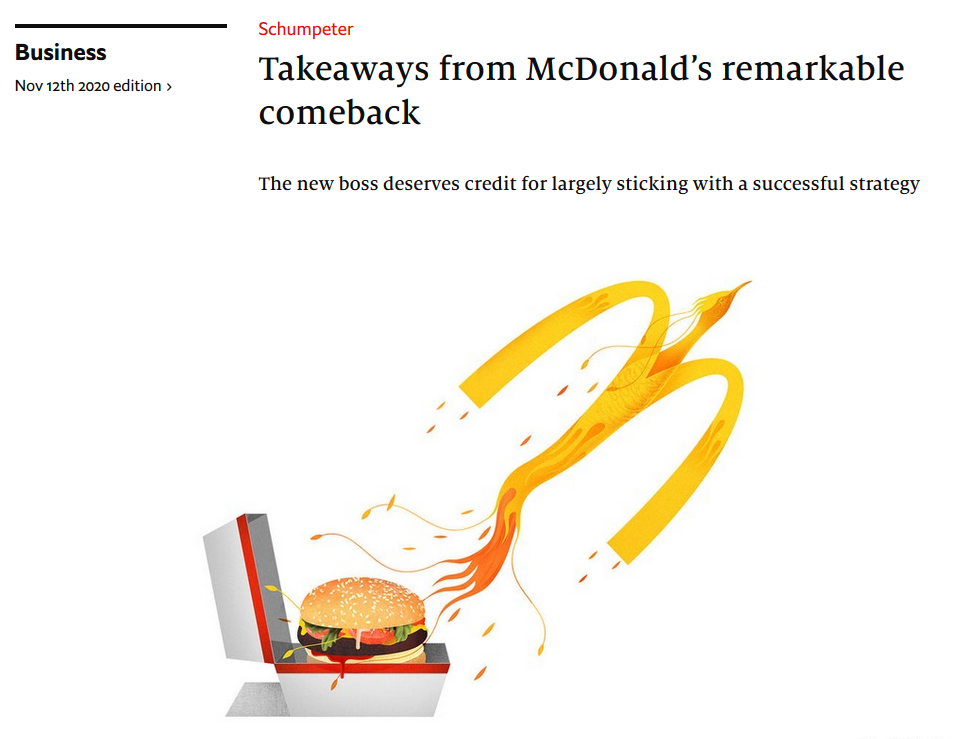 Business
Nov 12th 2020 edition ›
Schumpeter
Takeaways from McDonald's remarkable
comeback
The new boss deserves credit for largely sticking with a successful strategy